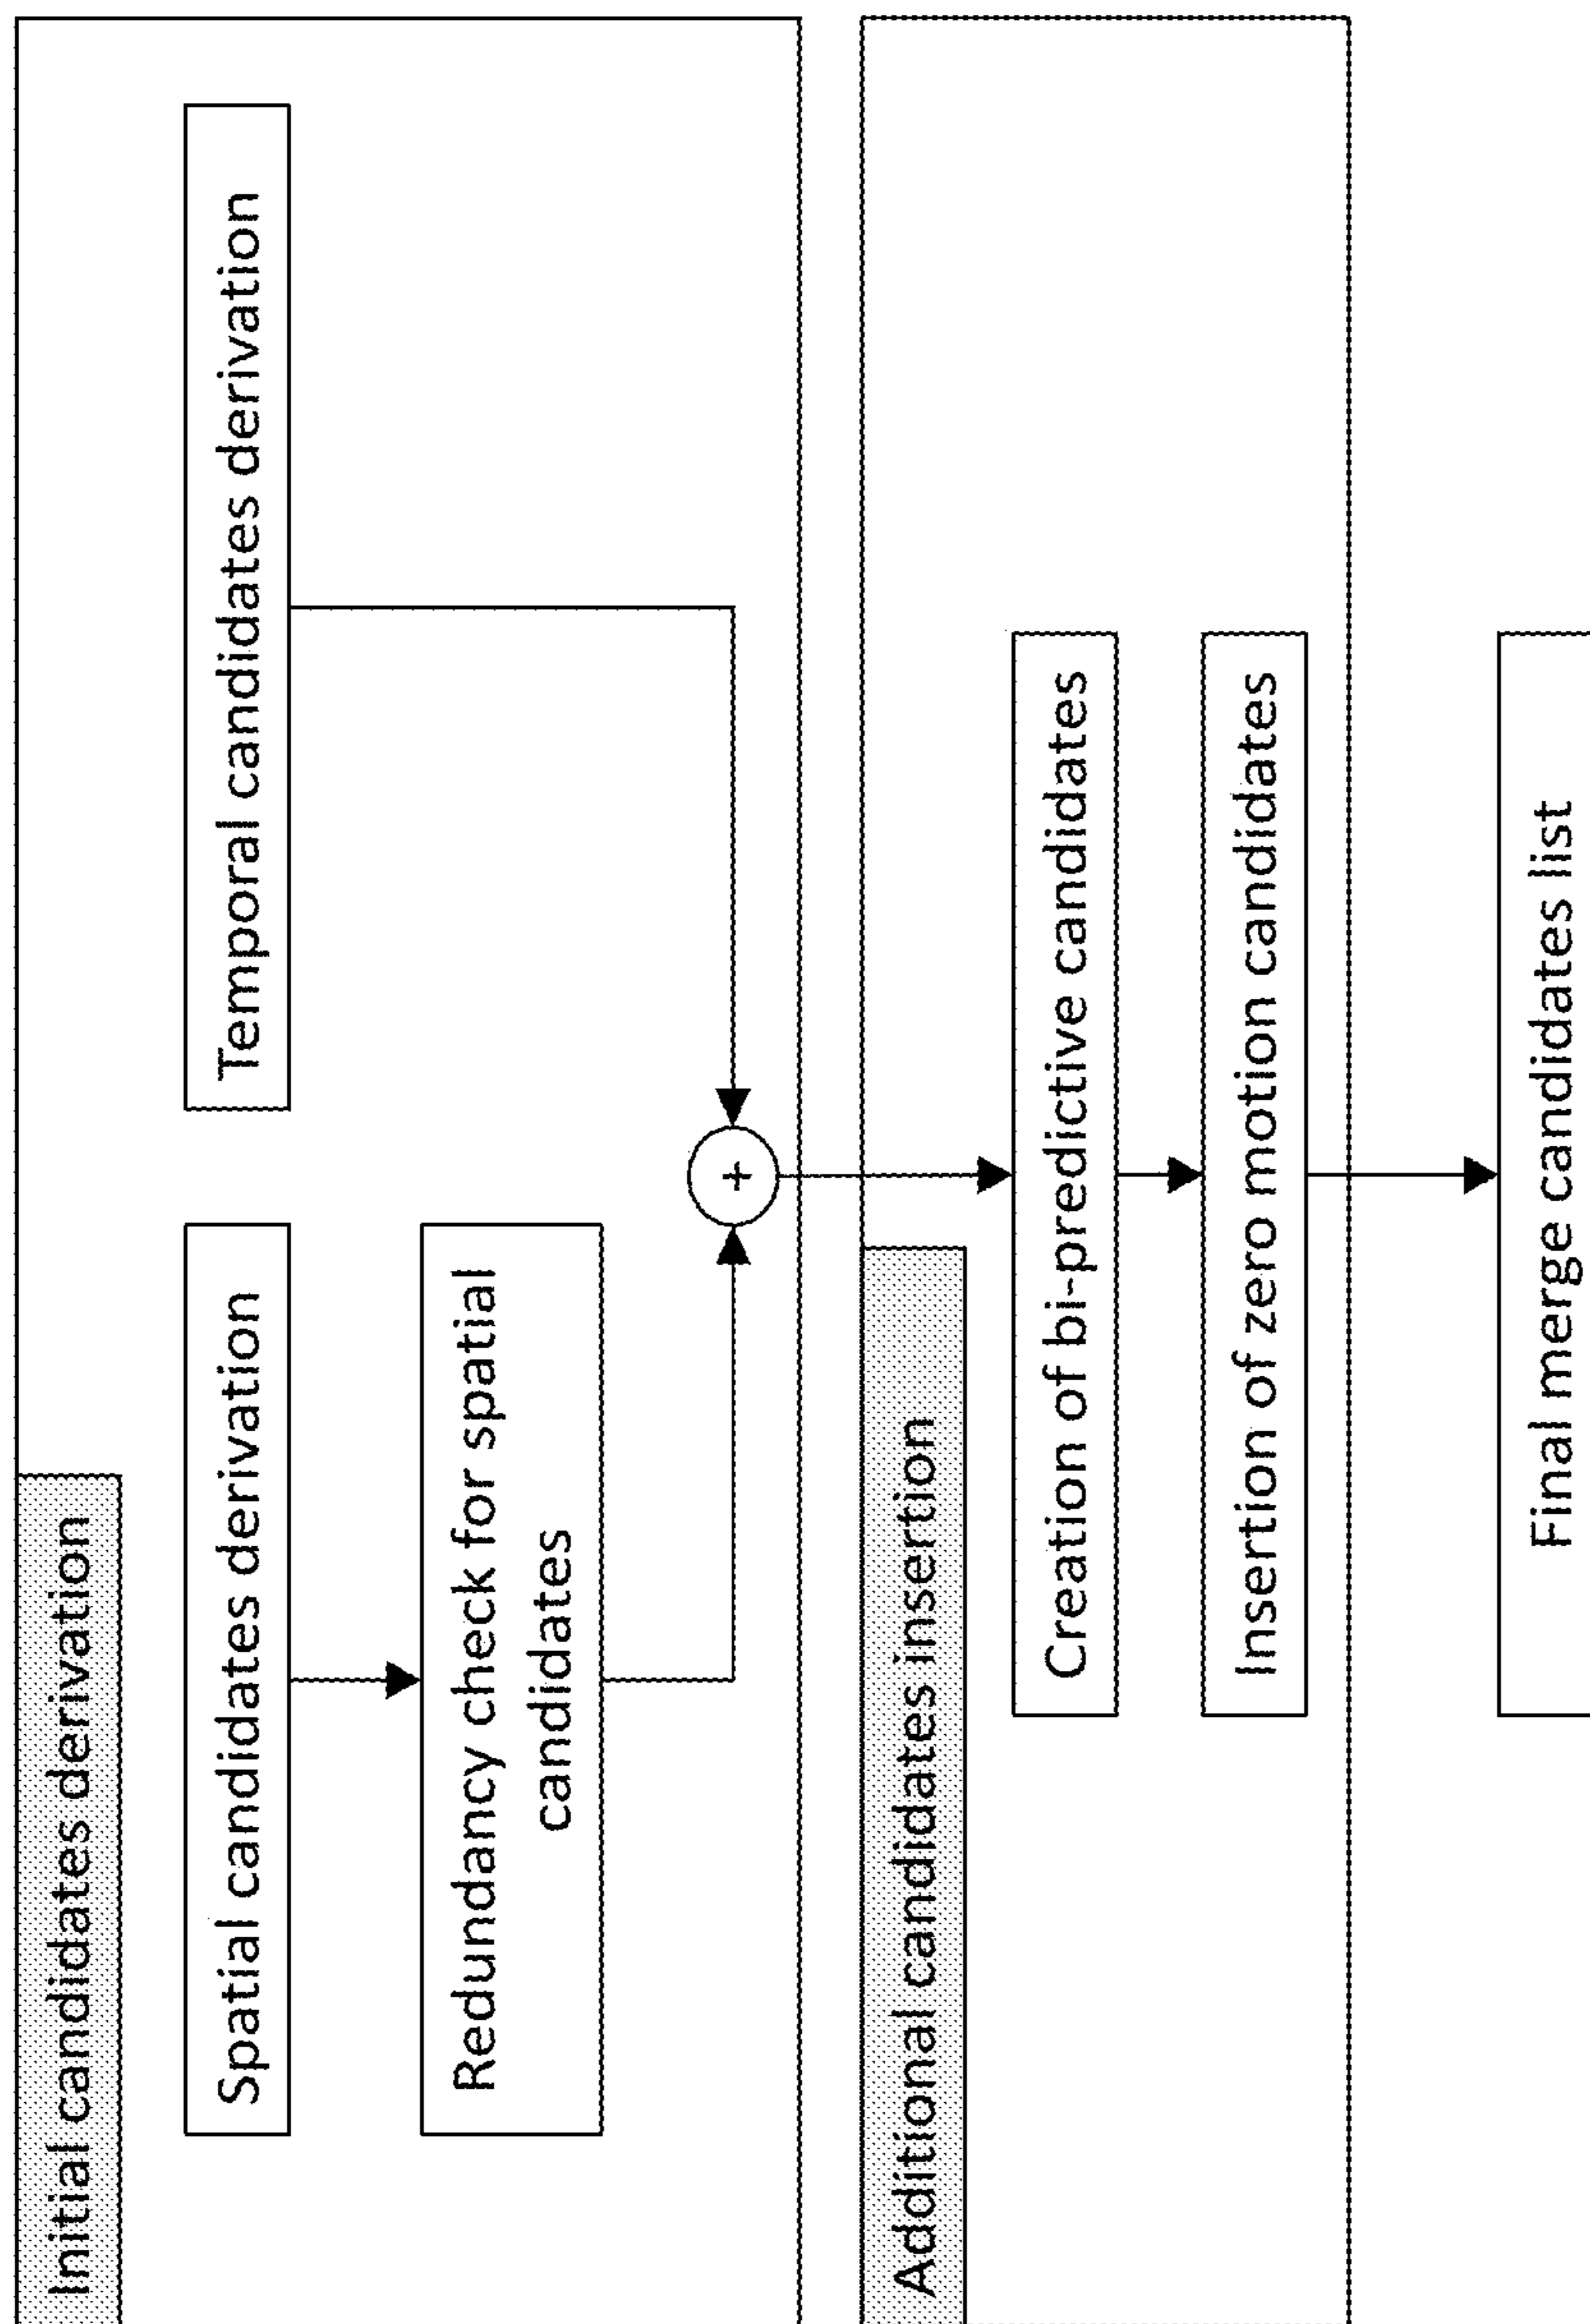 Initial candidates derivation
Spatial candidates derivation
Temporal candidates derivation
Redundancy check for spatial
candidates
+
Additional candidates insertion
Creation of bi-predictive candidates
Insertion of zero motion candidates
Final merge candidates list